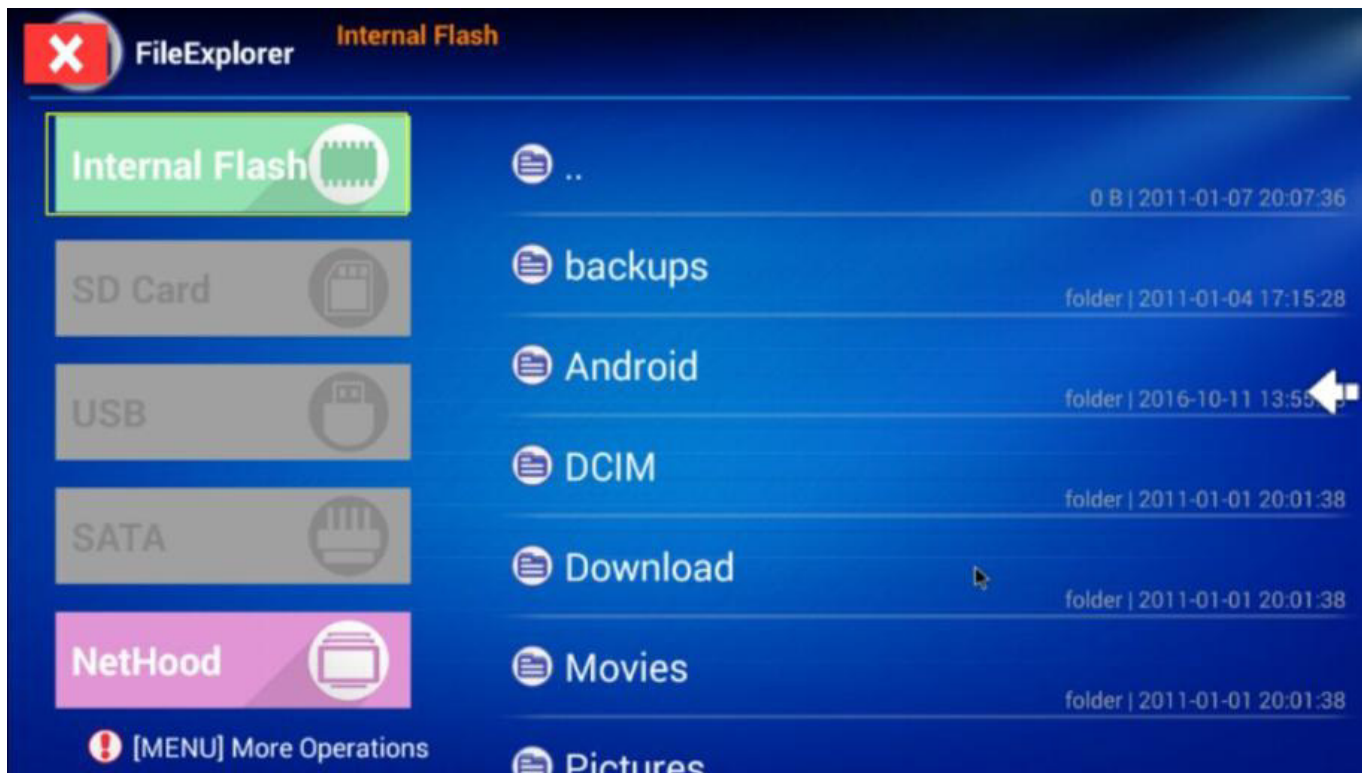 FileExplorer
Internal Flash
Internal Flash
SD Card
USB
SATA
NetHood
[MENU] More Operations
..
0 B | 2011-01-07 20:07:36
backups
folder | 2011-01-04 17:15:28
Android
folder | 2016-10-11 13:55
DCIM
folder | 2011-01-01 20:01:38
Download
folder | 2011-01-01 20:01:38
Movies
folder | 2011-01-01 20:01:38
Pictures